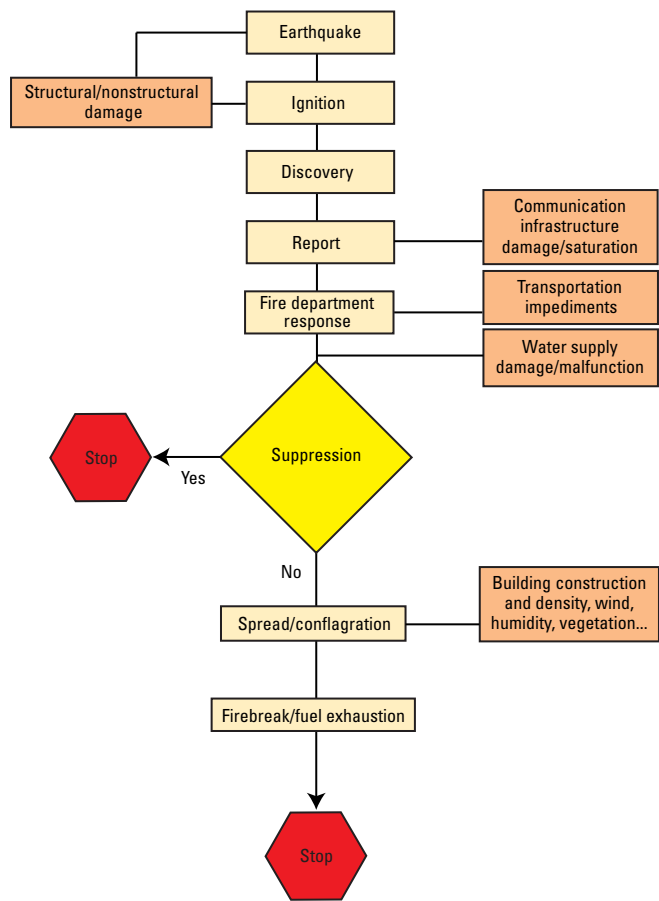 Earthquake
Structural/nonstructural
damage
Ignition
Discovery
Communication
infrastructure
damage/saturation
Report
Transportation
impediments
Fire department
response
Water supply
damage/malfunction
Suppression
Stop
Yes
No
Building construction
and density, wind,
humidity, vegetation...
Spread/conflagration
Firebreak/fuel exhaustion
Stop